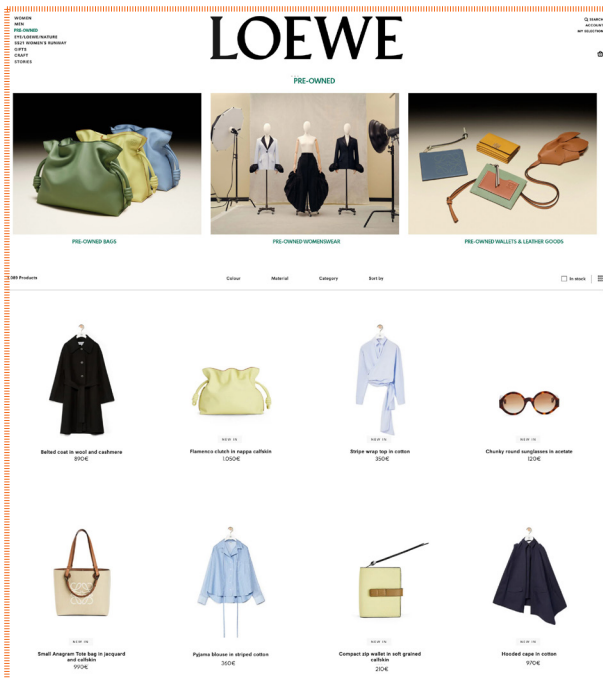 WOMEN
MEN
PRE-OWNED
EYE/LOEWE/NATURE
SS21 WOMEN'S RUNWAY
GIFTS
CRAFT
STORIES
LOEWE
SEARCH
ACCOUNT
MY SELECTION
PRE-OWNED
PRE-OWNED BAGS
PRE-OWNED WOMENSWEAR
PRE-OWNED WALLETS & LEATHER GOODS
Products
Colour
Material
Category
Sort by
In stock
Belted coat in wool and cashmere
890€
NEW IN
Flamenco clutch in nappa calfskin
1.050€
NEW IN
Stripe wrap top in cotton
350€
NEW IN
Chunky round sunglasses in acetate
120€
NEW IN
Small Anagram Tote bag in jacquard
and calfskin
990€
Pyjama blouse in striped cotton
360€
NEW IN
Compact zip wallet in soft grained
calfskin
210€
NEW IN
Hooded cape in cotton
970€